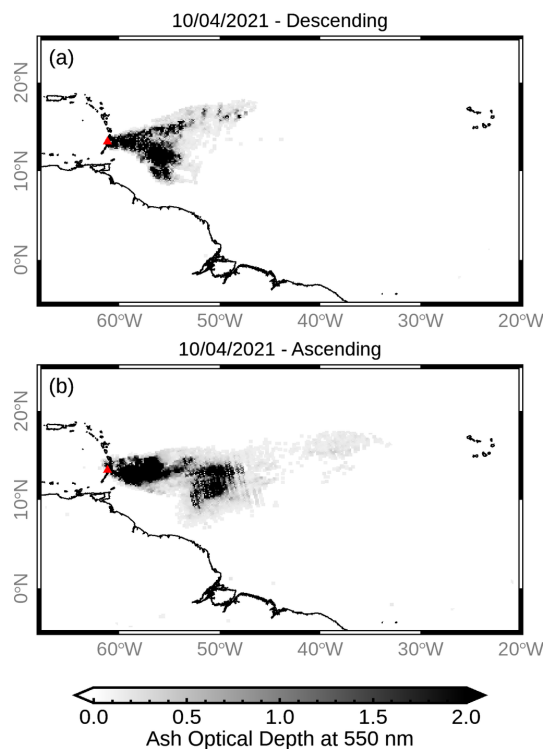 10/04/2021 - Descending
(a)
20°N
10°N
0°N
60°W 50°W 40°W 30°W 20°W
10/04/2021 - Ascending
(b)
20°N
10°N
0°N
60°W 50°W 40°W 30°W 20°W
0.0 0.5 1.0 1.5 2.0
Ash Optical Depth at 550 nm